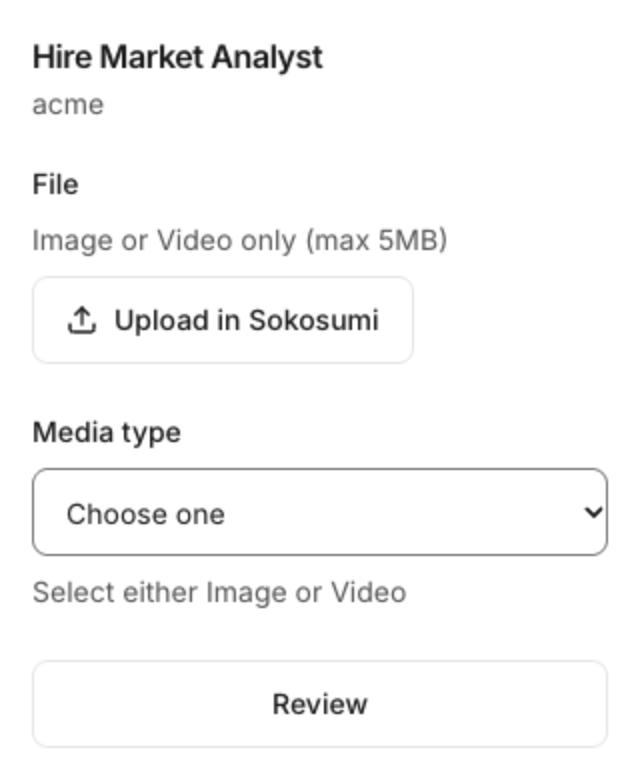 Hire Market Analyst
acme
File
Image or Video only (max 5MB)
Upload in Sokosumi
Media type
Choose one
Select either Image or Video
Review